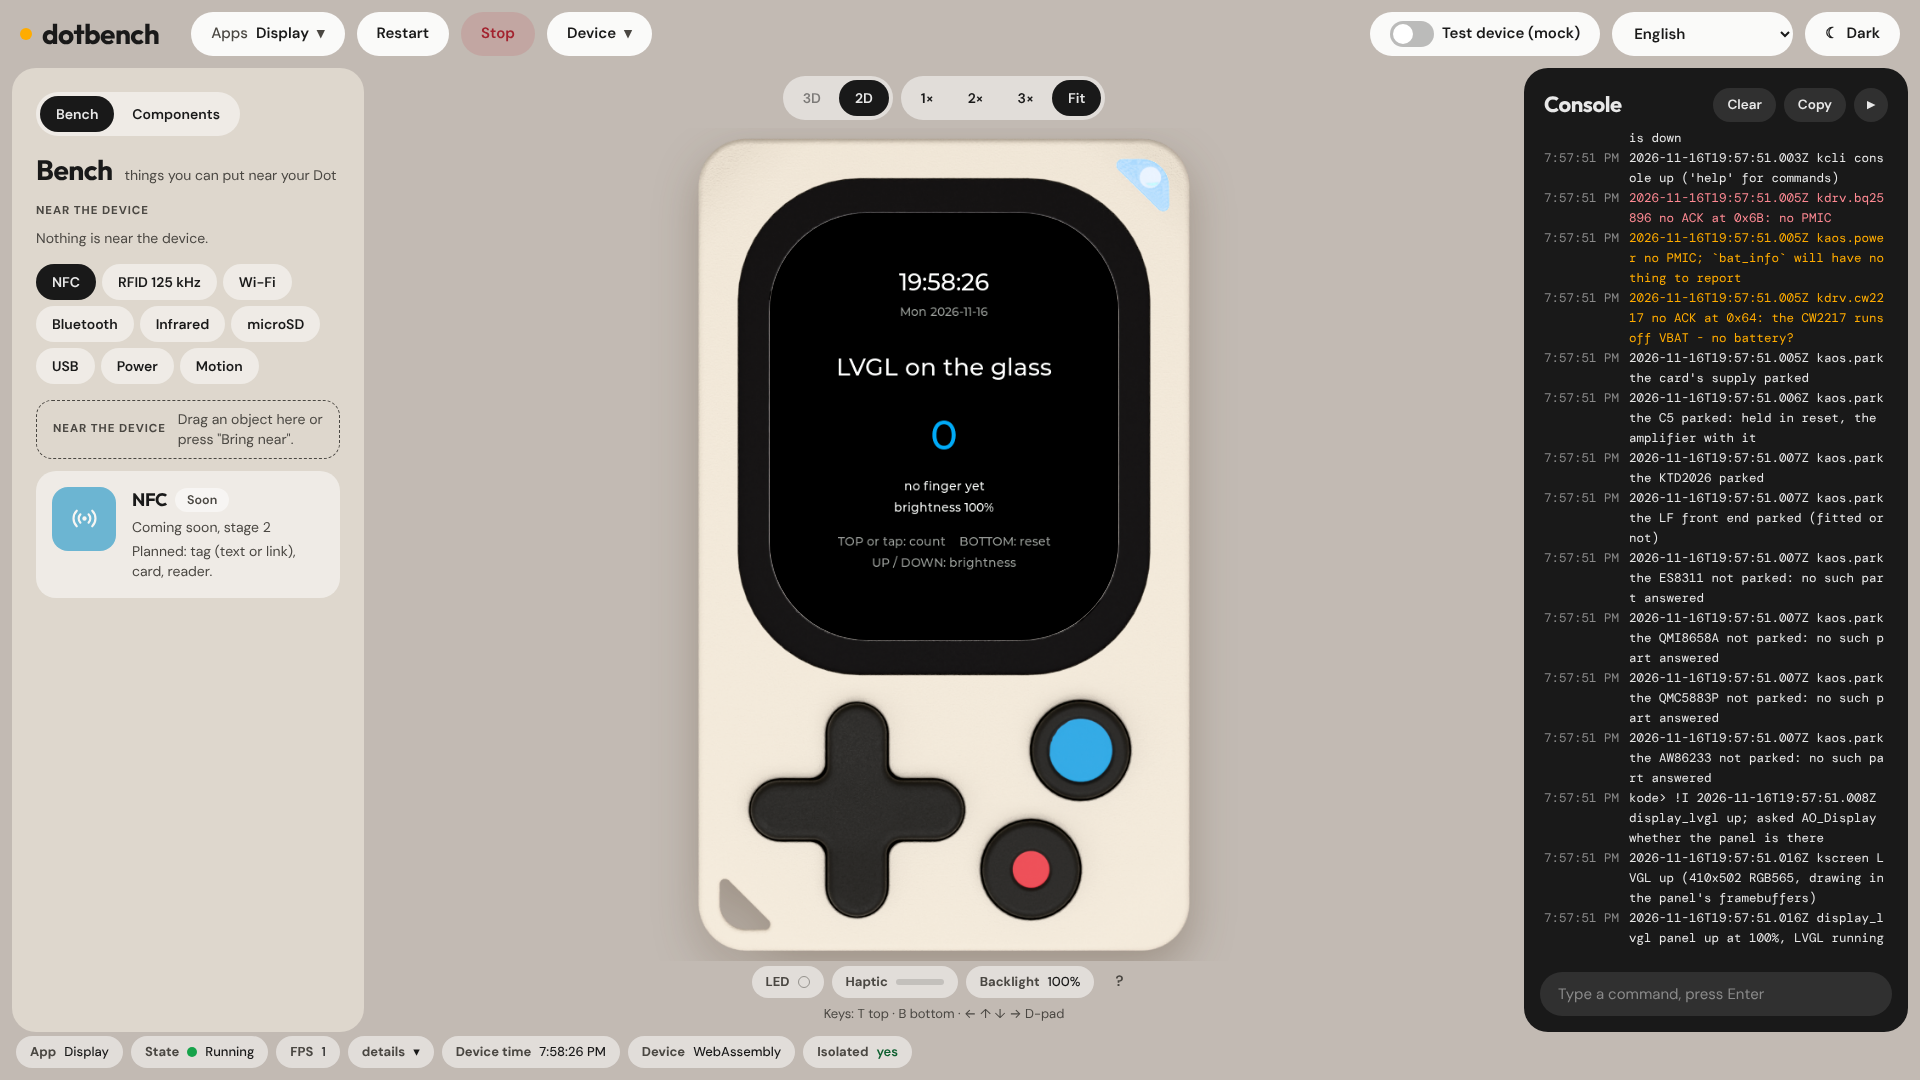 dotbench
Apps Display ▾
Restart
Stop
Device ▾
Test device (mock)
English
☾ Dark
Bench
Components
Bench things you can put near your Dot
NEAR THE DEVICE
Nothing is near the device.
NFC
RFID 125 kHz
Wi-Fi
Bluetooth
Infrared
microSD
USB
Power
Motion
NEAR THE DEVICE
Drag an object here or
press "Bring near".
NFC Soon
Coming soon, stage 2
Planned: tag (text or link),
card, reader.
3D
2D
1×
2×
3×
Fit
19:58:26
Mon 2026-11-16
LVGL on the glass
0
no finger yet
brightness 100%
TOP or tap: count BOTTOM: reset
UP / DOWN: brightness
LED
Haptic
Backlight 100%
?
Keys: T top · B bottom · ← ↑ ↓ → D-pad
Console
Clear
Copy
is down
7:57:51 PM 2026-11-16T19:57:51.003Z kcli cons
ole up ('help' for commands)
7:57:51 PM 2026-11-16T19:57:51.005Z kdrv.bq25
896 no ACK at 0x6B: no PMIC
7:57:51 PM 2026-11-16T19:57:51.005Z kaos.powe
r no PMIC; `bat_info` will have no
thing to report
7:57:51 PM 2026-11-16T19:57:51.005Z kdrv.cw22
17 no ACK at 0x64: the CW2217 runs
off VBAT - no battery?
7:57:51 PM 2026-11-16T19:57:51.005Z kaos.park
the card's supply parked
7:57:51 PM 2026-11-16T19:57:51.006Z kaos.park
the C5 parked: held in reset, the
amplifier with it
7:57:51 PM 2026-11-16T19:57:51.007Z kaos.park
the KTD2026 parked
7:57:51 PM 2026-11-16T19:57:51.007Z kaos.park
the LF front end parked (fitted or
not)
7:57:51 PM 2026-11-16T19:57:51.007Z kaos.park
the ES8311 not parked: no such par
t answered
7:57:51 PM 2026-11-16T19:57:51.007Z kaos.park
the QMI8658A not parked: no such p
art answered
7:57:51 PM 2026-11-16T19:57:51.007Z kaos.park
the QMC5883P not parked: no such p
art answered
7:57:51 PM 2026-11-16T19:57:51.007Z kaos.park
the AW86233 not parked: no such pa
rt answered
7:57:51 PM kode> !I 2026-11-16T19:57:51.008Z
display_lvgl up; asked AO_Display
whether the panel is there
7:57:51 PM 2026-11-16T19:57:51.016Z kscreen L
VGL up (410x502 RGB565, drawing in
the panel's framebuffers)
7:57:51 PM 2026-11-16T19:57:51.016Z display_l
vgl panel up at 100%, LVGL running
Type a command, press Enter
App Display
State Running
FPS 1
details ▾
Device time 7:58:26 PM
Device WebAssembly
Isolated yes